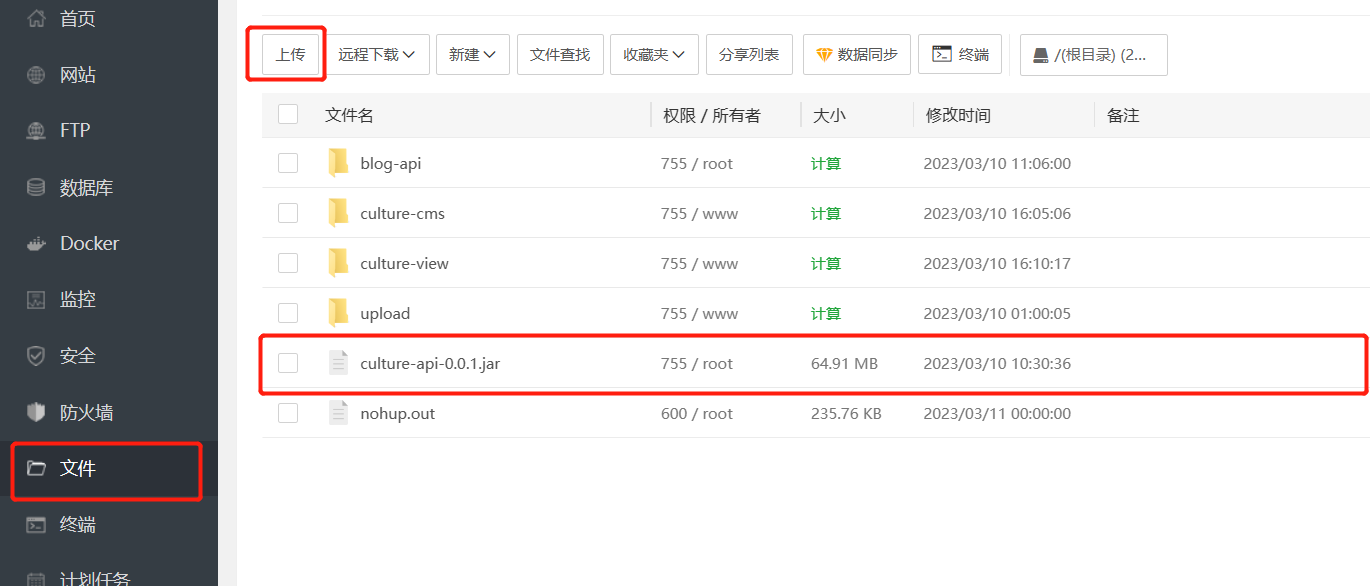 首页
网站
FTP
数据库
Docker
监控
安全
防火墙
文件
终端
计划任务
上传 远程下载 新建 文件查找 收藏夹 分享列表 数据同步 终端 /(根目录) (2...
文件名 权限 / 所有者 大小 修改时间 备注
blog-api 755 / root 计算 2023/03/10 11:06:00
culture-cms 755 / www 计算 2023/03/10 16:05:06
culture-view 755 / www 计算 2023/03/10 16:10:17
upload 755 / www 计算 2023/03/10 01:00:05
culture-api-0.0.1.jar 755 / root 64.91 MB 2023/03/10 10:30:36
nohup.out 600 / root 235.76 KB 2023/03/11 00:00:00